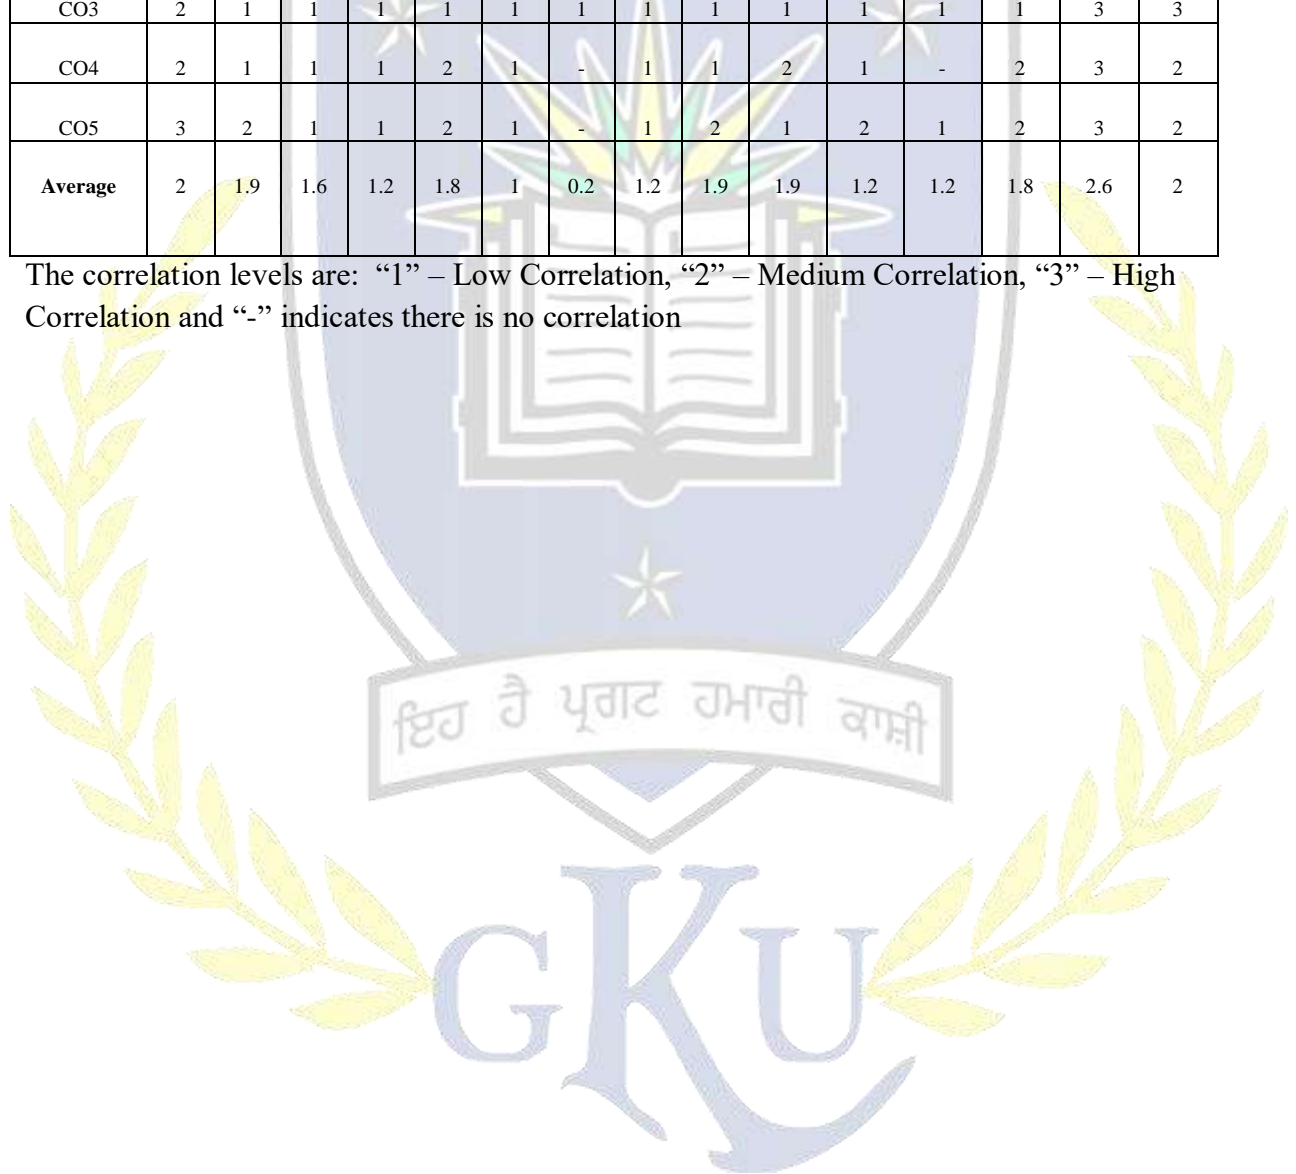 CO3 2 1 1 1 1 1 1 1 1 1 1 1 1 3 3
CO4 2 1 1 1 2 1 - 1 1 2 1 - 2 3 2
CO5 3 2 1 1 2 1 - 1 2 1 2 1 2 3 2
Average 2 1.9 1.6 1.2 1.8 1 0.2 1.2 1.9 1.9 1.2 1.2 1.8 2.6 2
The correlation levels are: “1” – Low Correlation, “2” – Medium Correlation, “3” – High
Correlation and “-” indicates there is no correlation
ਇਹ ਹੈ ਪ੍ਰਗਟ ਹਮਾਰੀ ਕਾਸ਼ੀ
GKU